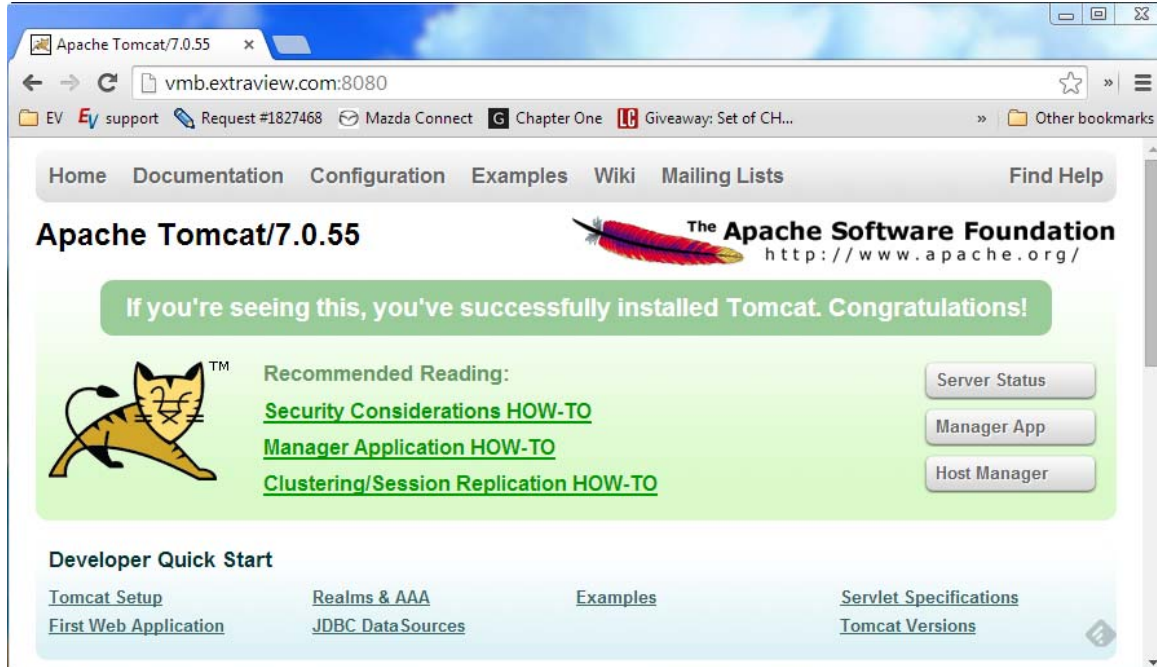 Apache Tomcat/7.0.55
vmb.extraview.com:8080
EV EV support Request #1827468 Mazda Connect G Chapter One LC Giveaway: Set of CH... » Other bookmarks
Home Documentation Configuration Examples Wiki Mailing Lists Find Help
Apache Tomcat/7.0.55
The Apache Software Foundation
http://www.apache.org/
If you're seeing this, you've successfully installed Tomcat. Congratulations!
TM
Recommended Reading:
Security Considerations HOW-TO
Manager Application HOW-TO
Clustering/Session Replication HOW-TO
Server Status
Manager App
Host Manager
Developer Quick Start
Tomcat Setup Realms & AAA Examples Servlet Specifications
First Web Application JDBC DataSources Tomcat Versions